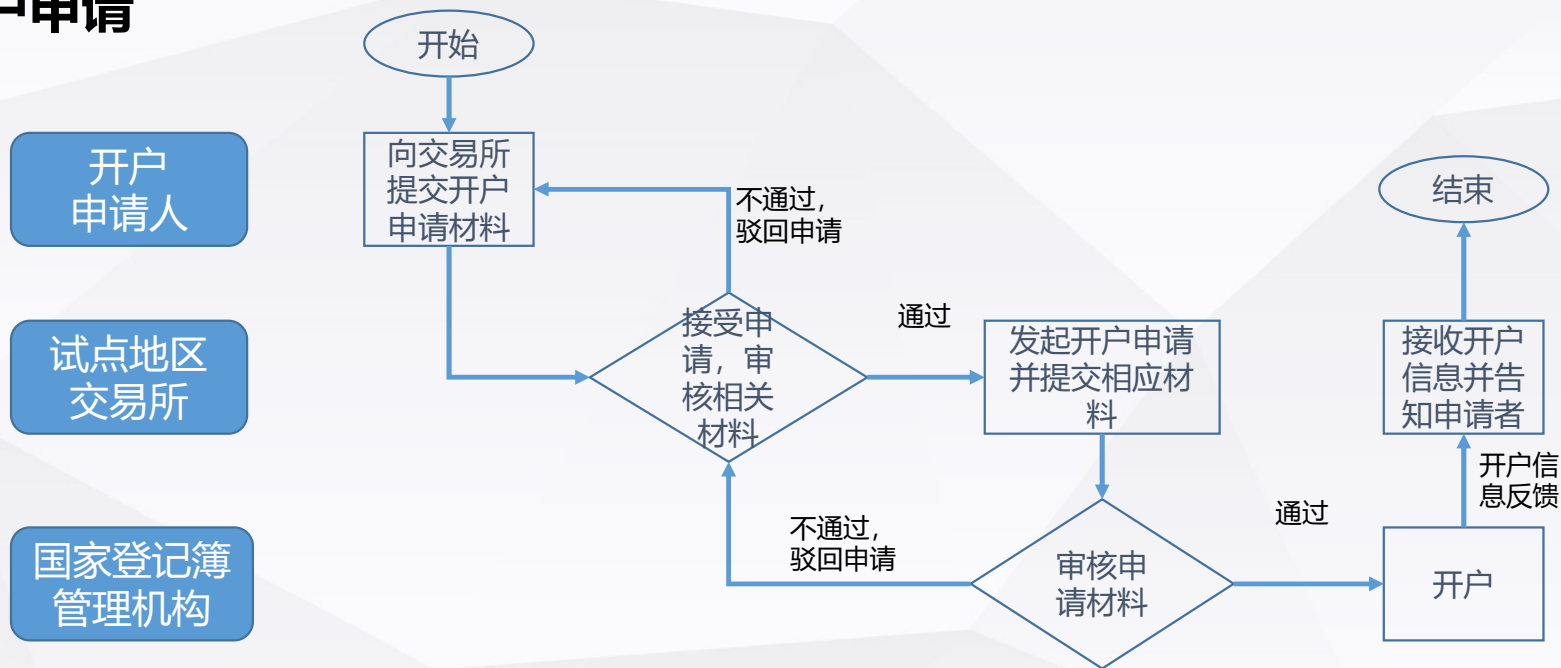 户申请
开始
开户
申请人
向交易所
提交开户
申请材料
不通过，
驳回申请
结束
试点地区
交易所
接受申
请，审
核相关
材料
通过
发起开户申请
并提交相应材
料
接收开户
信息并告
知申请者
国家登记簿
管理机构
不通过，
驳回申请
审核申
请材料
通过
开户
开户信
息反馈